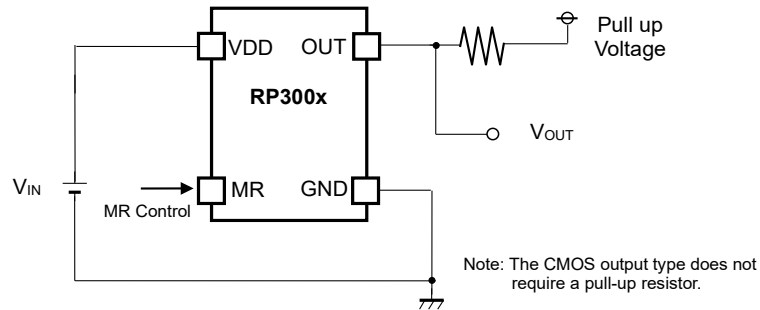 Pull up
Voltage
VDD
OUT
RP300x
VOUT
VIN
MR
GND
MR Control
Note: The CMOS output type does not
require a pull-up resistor.